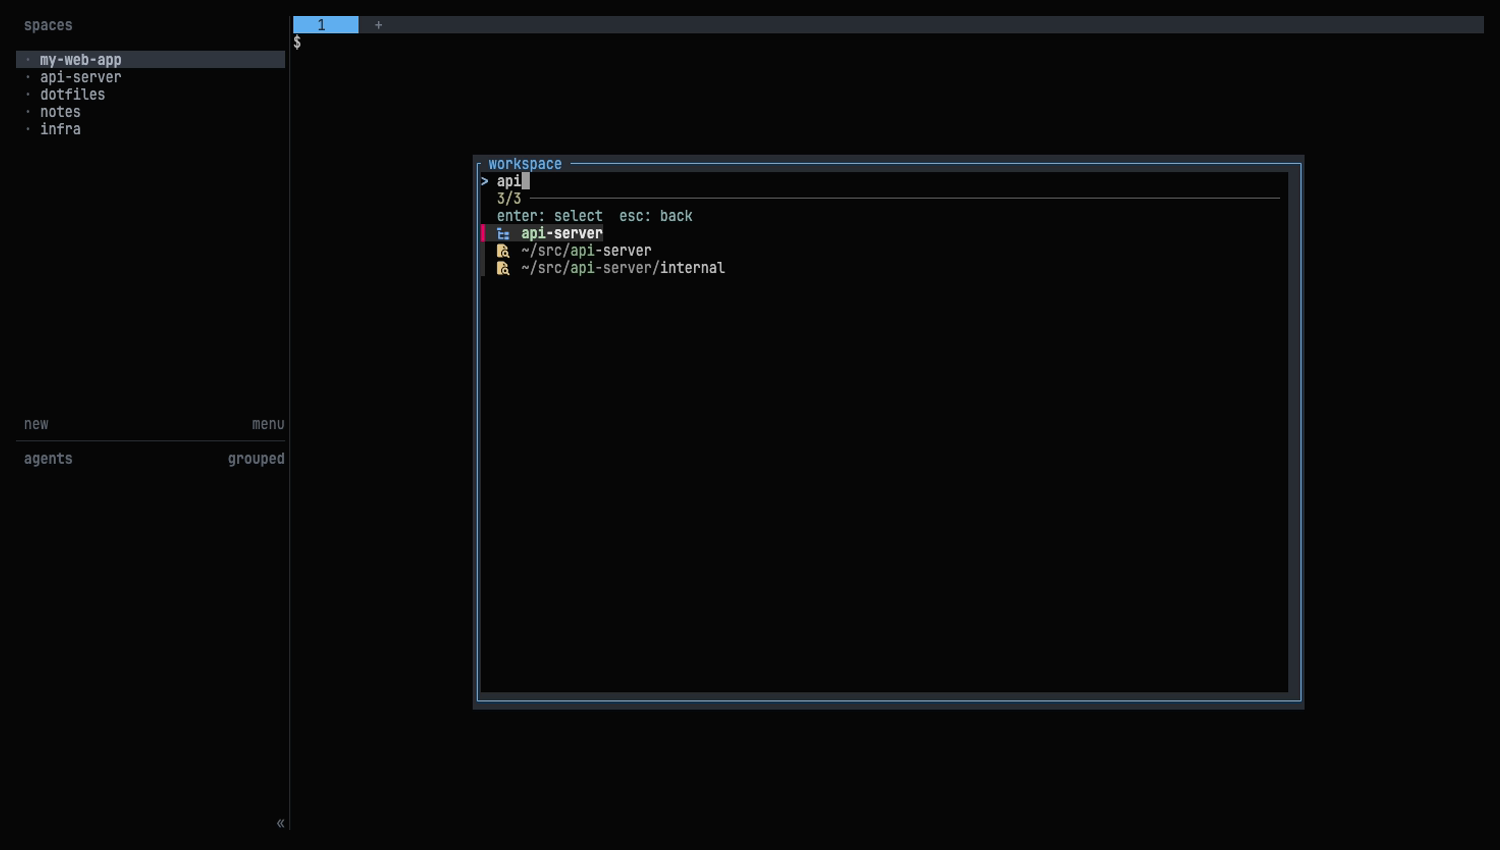 spaces
· my-web-app
· api-server
· dotfiles
· notes
· infra
new menu
agents grouped
«
1 +
$
workspace
> api
3/3
enter: select esc: back
api-server
~/src/api-server
~/src/api-server/internal